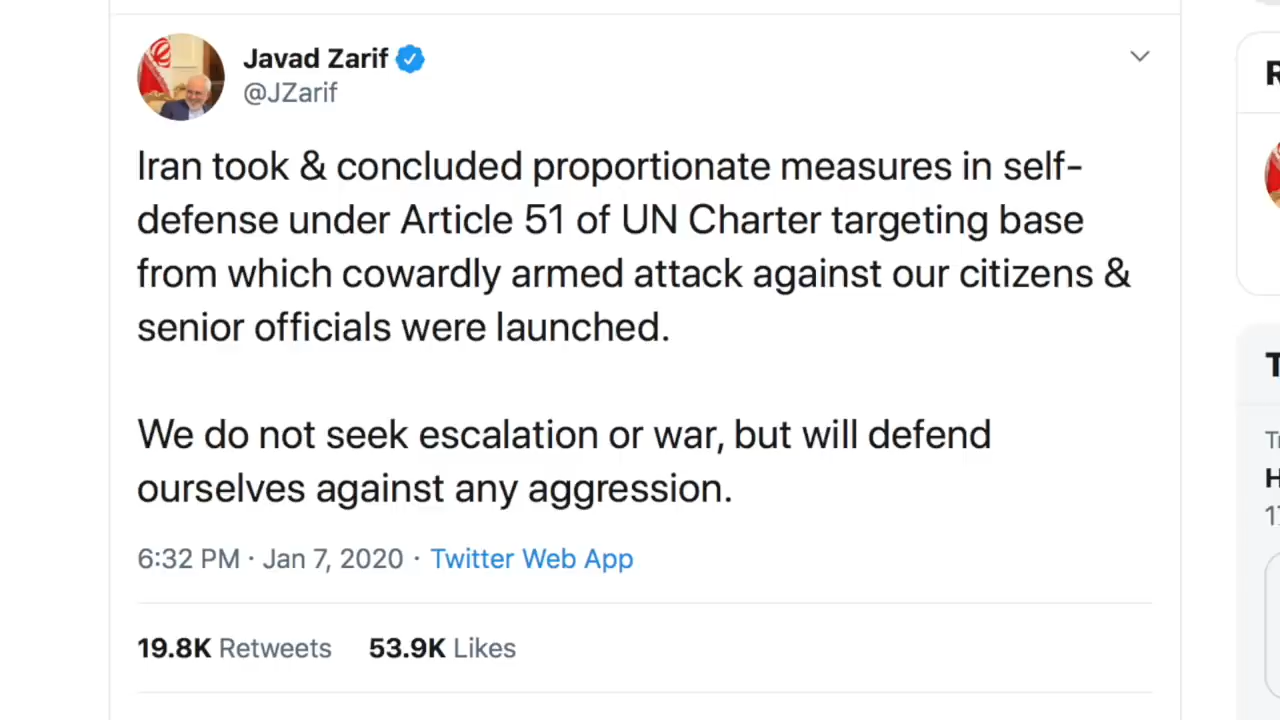 Javad Zarif
@JZarif
Iran took & concluded proportionate measures in self-
defense under Article 51 of UN Charter targeting base
from which cowardly armed attack against our citizens &
senior officials were launched.
We do not seek escalation or war, but will defend
ourselves against any aggression.
6:32 PM · Jan 7, 2020 · Twitter Web App
19.8K Retweets 53.9K Likes